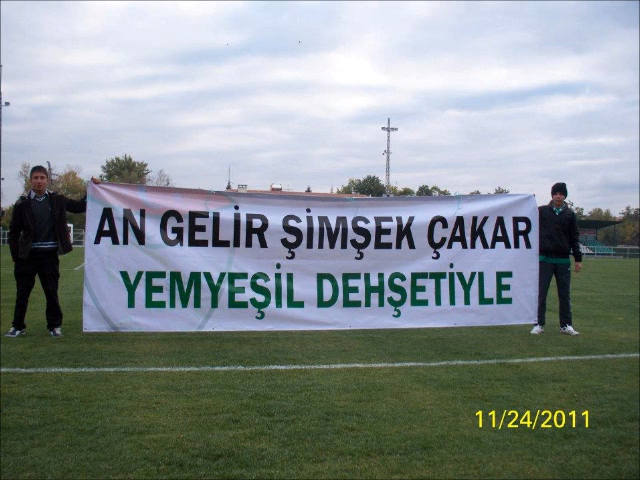 AN GELİR ŞİMŞEK ÇAKAR
YEMYEŞİL DEHŞETİYLE
11/24/2011